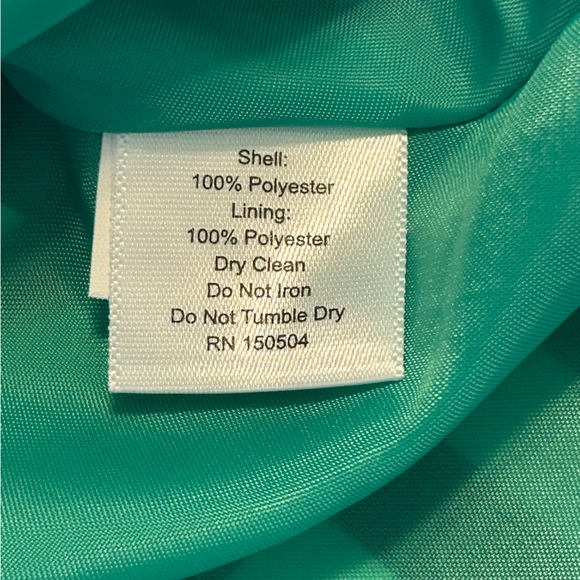 Shell:
100% Polyester
Lining:
100% Polyester
Dry Clean
Do Not Iron
Do Not Tumble Dry
RN 150504